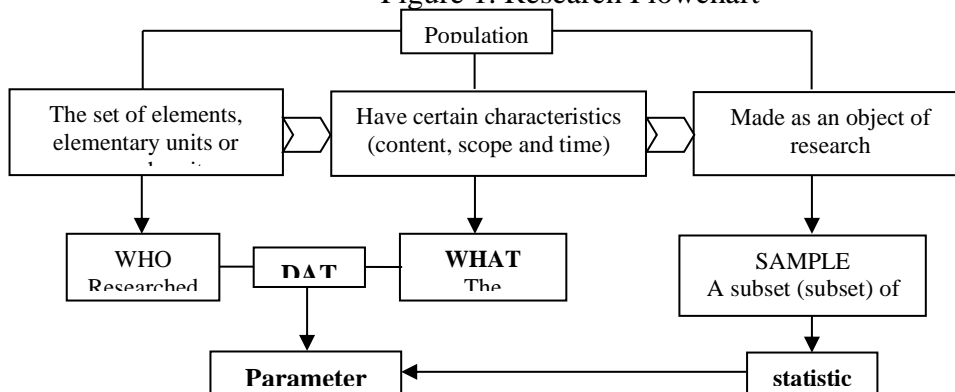 Figure 1. Research Flowchart
Population
The set of elements,
elementary units or
Have certain characteristics
(content, scope and time)
Made as an object of
research
WHO
Researched
DAT
WHAT
The
SAMPLE
A subset (subset) of
Parameter
statistic